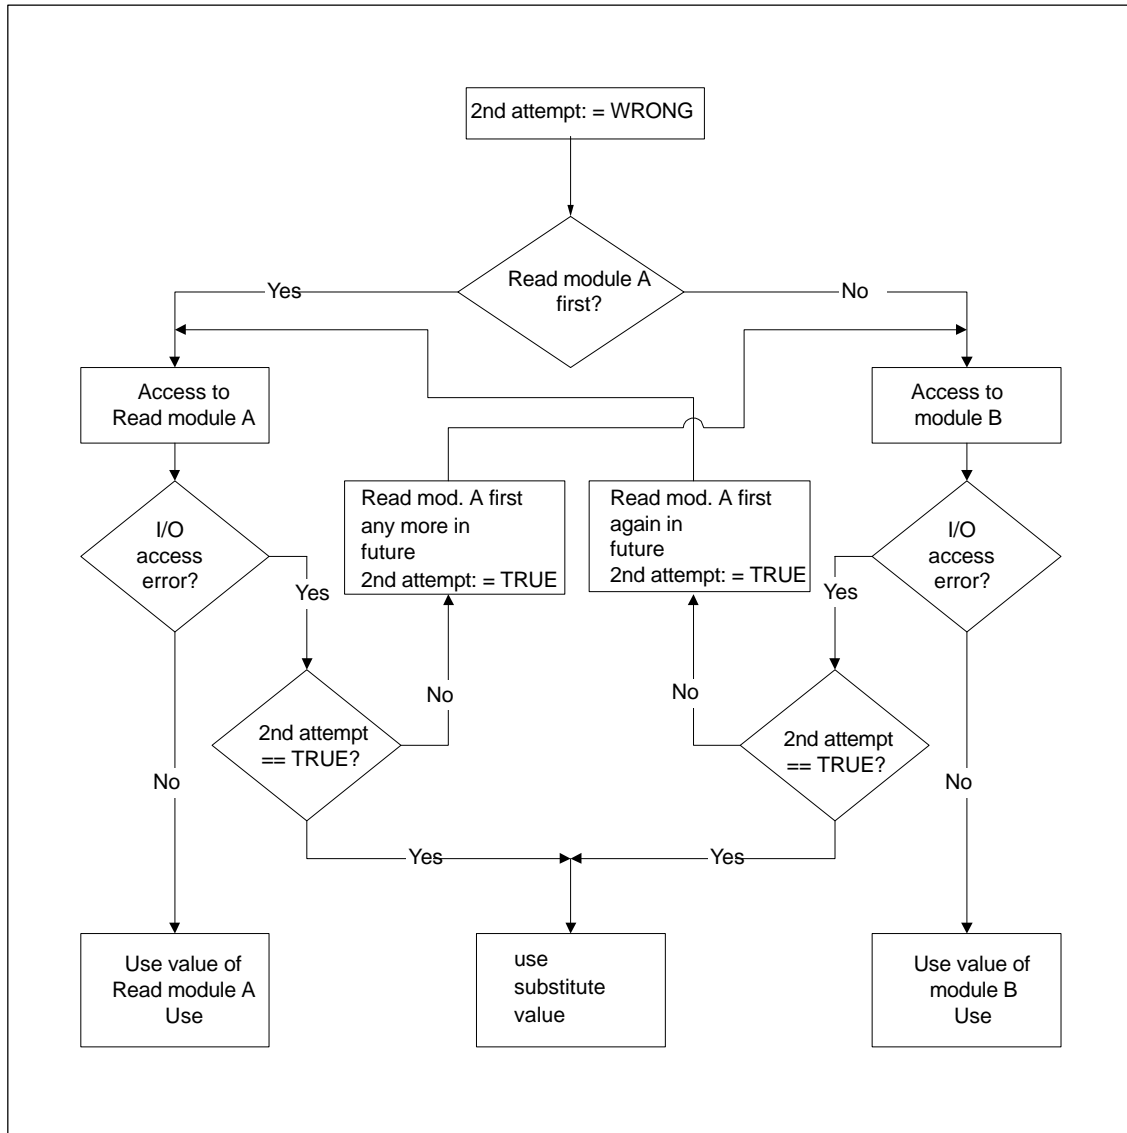 2nd attempt: = WRONG
Read module A
first?
Yes
No
Access to
Read module A
Access to
module B
I/O
access
error?
Read mod. A first
any more in
future
2nd attempt: = TRUE
Read mod. A first
again in
future
2nd attempt: = TRUE
I/O
access
error?
Yes
Yes
No
No
2nd attempt
== TRUE?
2nd attempt
== TRUE?
No
No
Yes
Yes
Use value of
Read module A
Use
use
substitute
value
Use value of
module B
Use